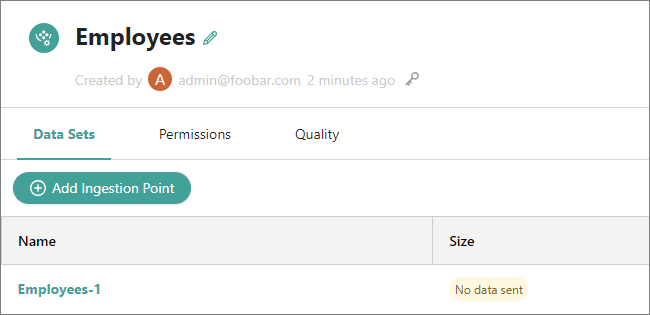 Employees
Created by A admin@foobar.com 2 minutes ago
Data Sets Permissions Quality
Add Ingestion Point
Name Size
Employees-1 No data sent